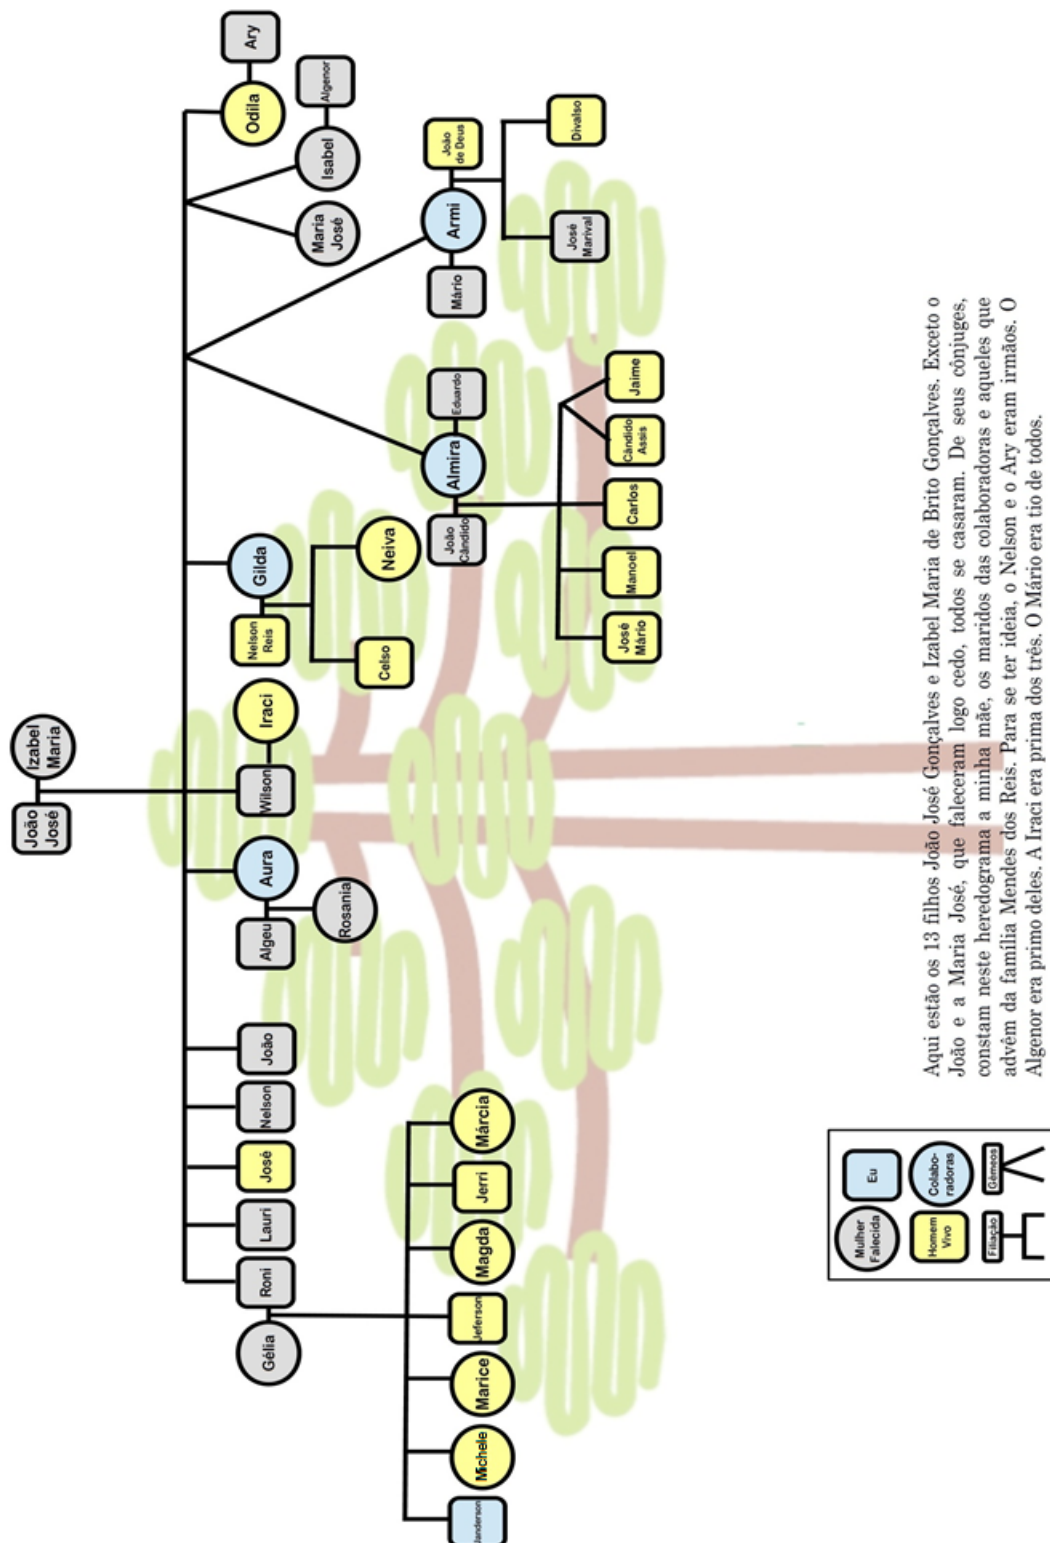 João
José
Izabel
Maria
Gélia
Roni
Lauri
José
Nelson
João
Algeu
Aura
Wilson
Iraci
Nelson
Reis
Gilda
Odila
Ary
Rosania
Celso
Neiva
Maria
José
Isabel
Algenor
João
Cândido
Almira
Eduardo
Mário
Armi
João
de Deus
Janderson
Michele
Marice
Jeferson
Magda
Jerri
Márcia
José
Mário
Manoel
Carlos
Cândido
Assis
Jaime
José
Marival
Divalso
Mulher
Falecida
Eu
Homem
Vivo
Colabo-
radoras
Filiação
Gêmeos
Aqui estão os 13 filhos João José Gonçalves e Izabel Maria de Brito Gonçalves. Exceto o
João e a Maria José, que faleceram logo cedo, todos se casaram. De seus cônjuges,
constam neste heredograma a minha mãe, os maridos das colaboradoras e aqueles que
advêm da família Mendes dos Reis. Para se ter ideia, o Nelson e o Ary eram irmãos. O
Algenor era primo deles. A Iraci era prima dos três. O Mário era tio de todos.